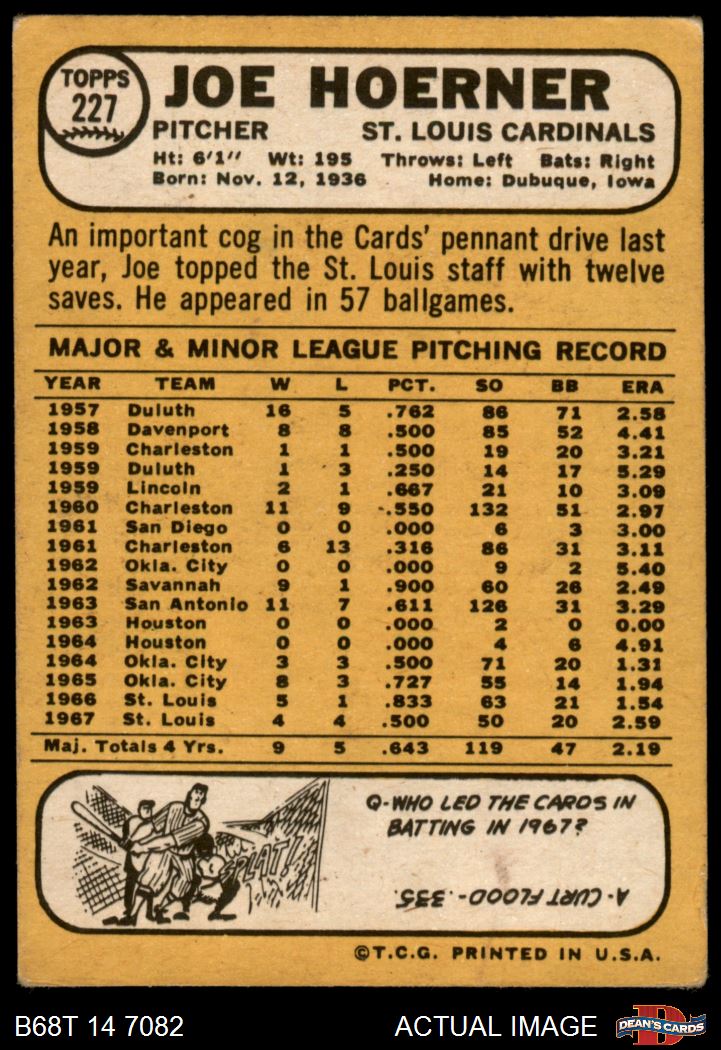 TOPPS
227
JOE HOERNER
PITCHER ST. LOUIS CARDINALS
Ht: 6'1" Wt: 195 Throws: Left Bats: Right
Born: Nov. 12, 1936 Home: Dubuque, Iowa
An important cog in the Cards' pennant drive last
year, Joe topped the St. Louis staff with twelve
saves. He appeared in 57 ballgames.
MAJOR & MINOR LEAGUE PITCHING RECORD
YEAR TEAM W L PCT. SO BB ERA
1957 Duluth 16 5 .762 86 71 2.58
1958 Davenport 8 8 .500 85 52 4.41
1959 Charleston 1 1 .500 19 20 3.21
1959 Duluth 1 3 .250 14 17 5.29
1959 Lincoln 2 1 .667 21 10 3.09
1960 Charleston 11 9 .550 132 51 2.97
1961 San Diego 0 0 .000 6 3 3.00
1961 Charleston 6 13 .316 86 31 3.11
1962 Okla. City 0 0 .000 9 2 5.40
1962 Savannah 9 1 .900 60 26 2.49
1963 San Antonio 11 7 .611 126 31 3.29
1963 Houston 0 0 .000 2 0 0.00
1964 Houston 0 0 .000 4 6 4.91
1964 Okla. City 3 3 .500 71 20 1.31
1965 Okla. City 8 3 .727 55 14 1.94
1966 St. Louis 5 1 .833 63 21 1.54
1967 St. Louis 4 4 .500 50 20 2.59
Maj. Totals 4 Yrs. 9 5 .643 119 47 2.19
SPLAT!
Q-WHO LED THE CARDS IN
BATTING IN 1967?
A-CURT FLOOD-.335.
©T.C.G. PRINTED IN U.S.A.
B68T 14 7082 ACTUAL IMAGE
DEAN'S CARDS